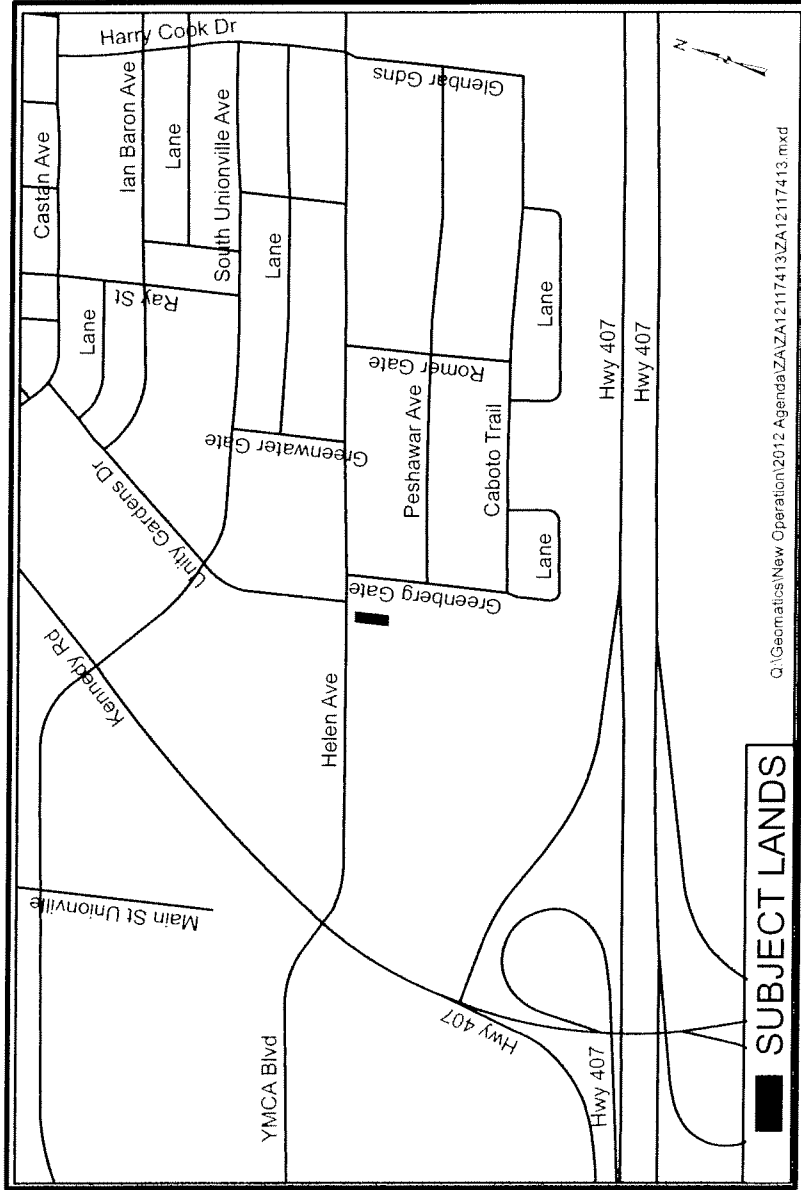 Harry Cook Dr
Castan Ave
Ian Baron Ave
Lane
South Unionville Ave
Glenbar Gdns
N
Ray St
Lane
Lane
Unity Gardens Dr
Greenwater Gate
Romer Gate
Peshawar Ave
Caboto Trail
Lane
Lane
Hwy 407
Hwy 407
Kennedy Rd
Greenberg Gate
Helen Ave
Main St Unionville
YMCA Blvd
Hwy 407
Hwy 407
SUBJECT LANDS
Q:\Geomatics\New Operation\2012 Agenda\ZA\ZA12117413\ZA12117413.mxd